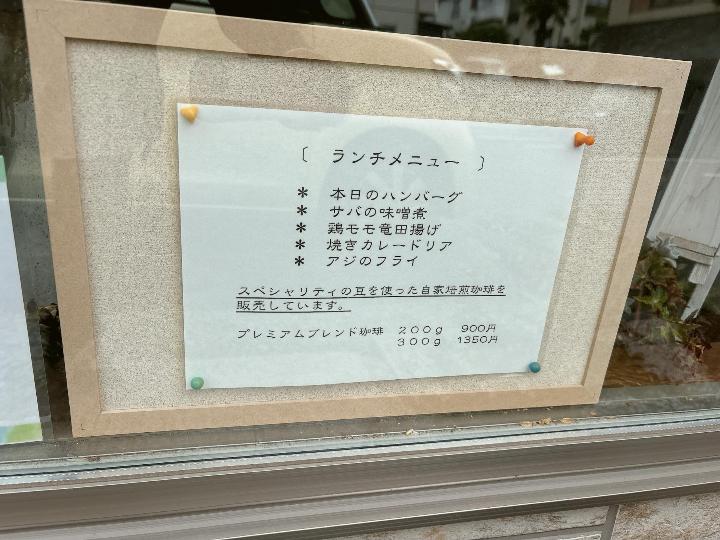 〔 ランチメニュー 〕
＊ 本日のハンバーグ
＊ サバの味噌煮
＊ 鶏モモ竜田揚げ
＊ 焼きカレードリア
＊ アジのフライ
スペシャリティの豆を使った自家焙煎珈琲を
販売しています。
プレミアムブレンド珈琲 ２００ｇ 900円
３００ｇ 1350円